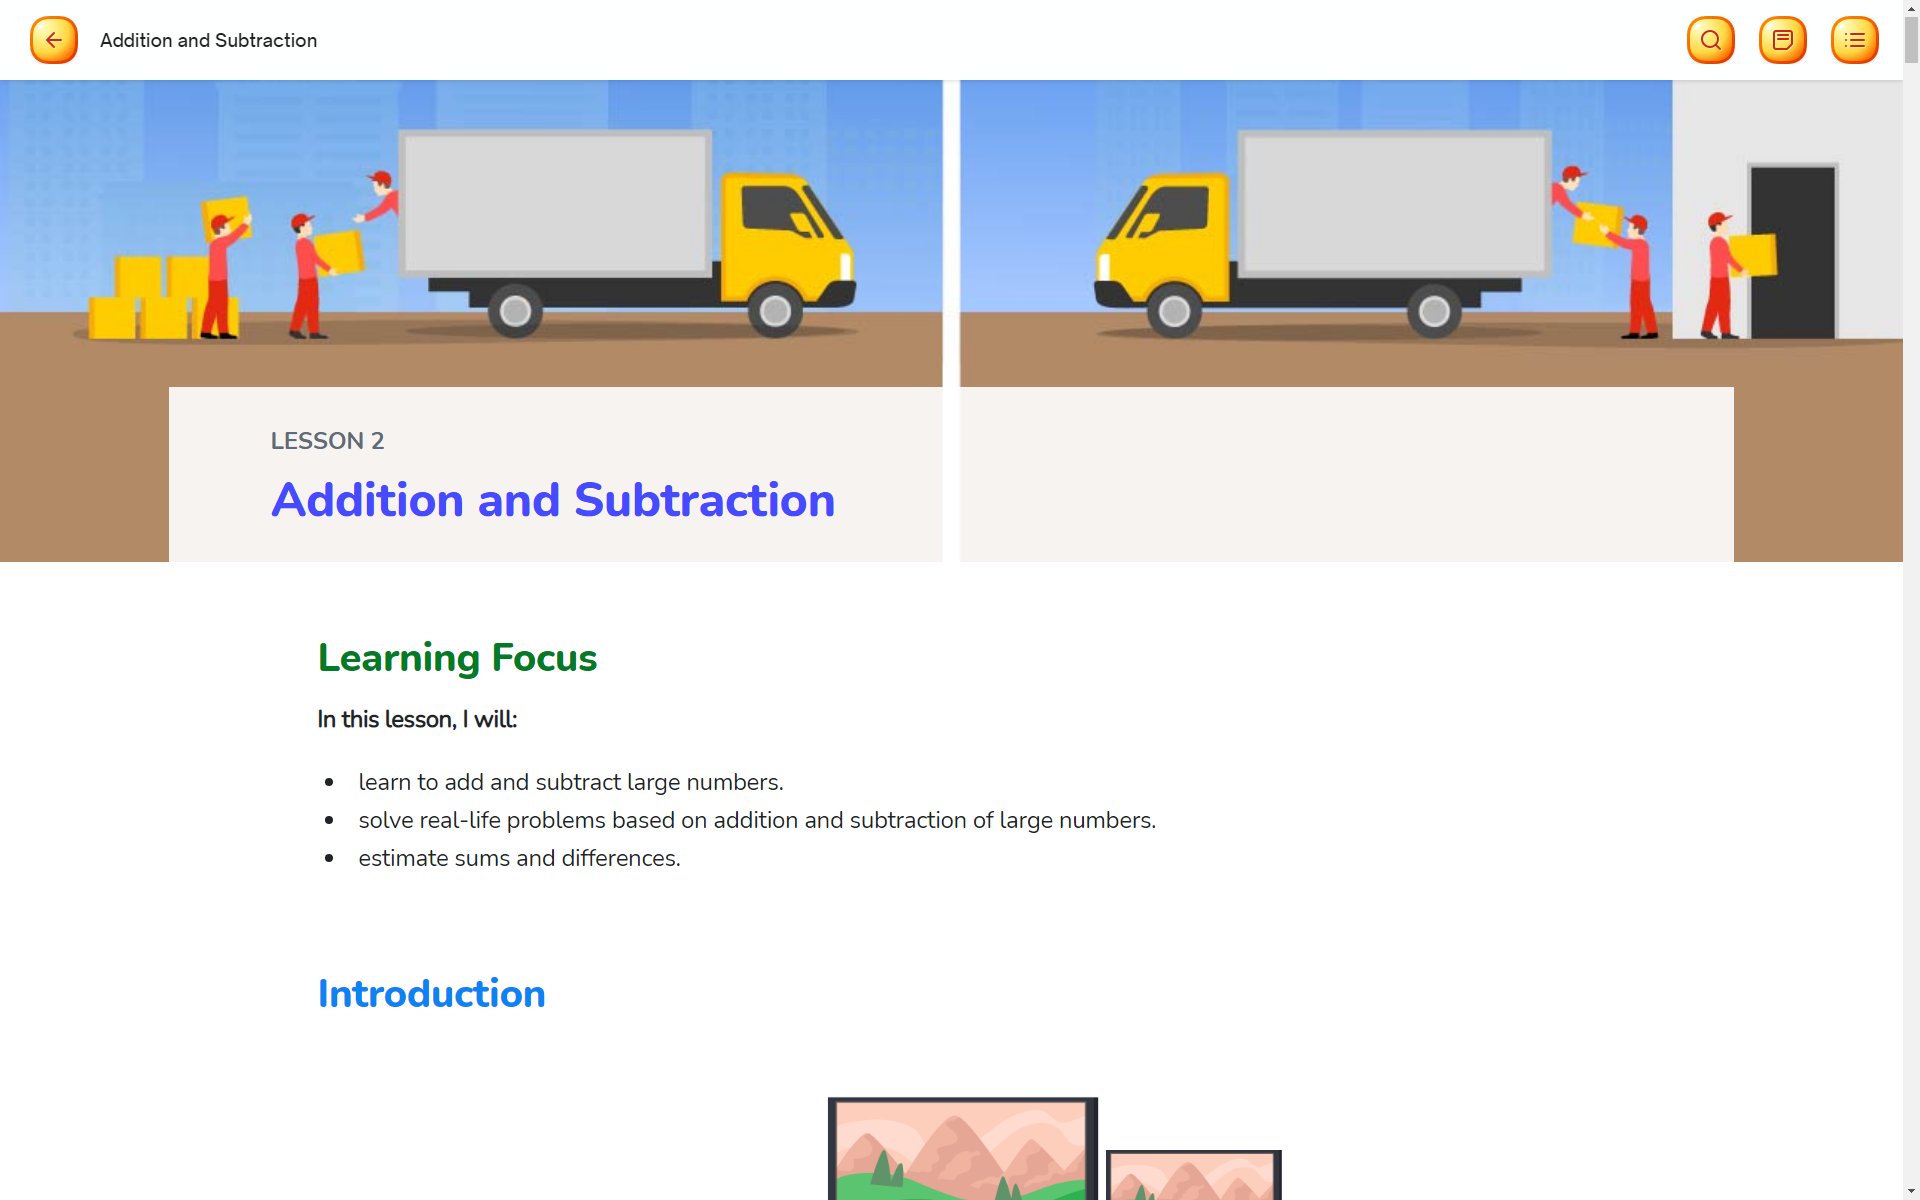 Addition and Subtraction
LESSON 2
Addition and Subtraction
Learning Focus
In this lesson, I will:
• learn to add and subtract large numbers.
• solve real-life problems based on addition and subtraction of large numbers.
• estimate sums and differences.
Introduction